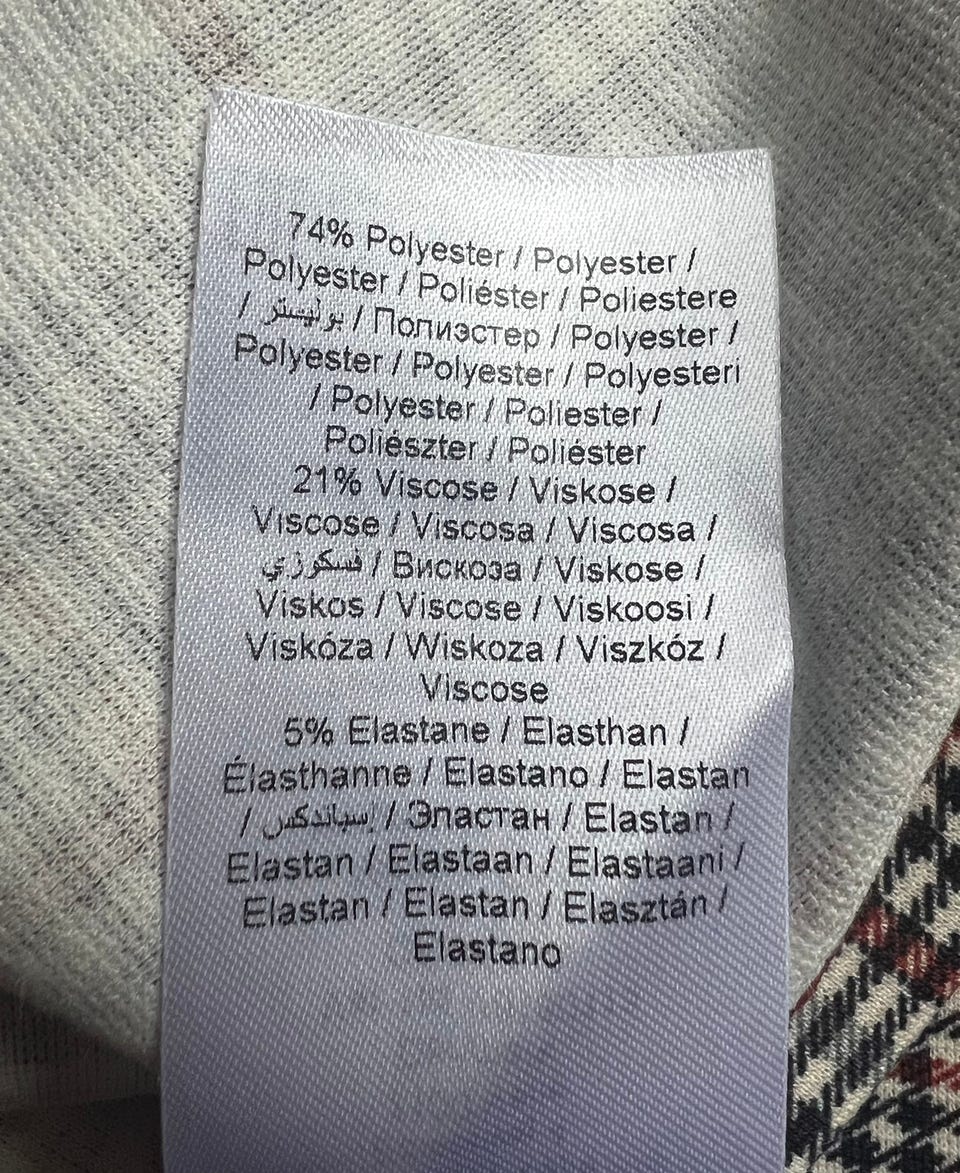 74% Polyester / Polyester /
Polyester / Poliéster / Poliestere
/ بوليستر / Полиэстер / Polyester /
Polyester / Polyester / Polyesteri
/ Polyester / Poliester /
Poliészter / Poliéster
21% Viscose / Viskose /
Viscose / Viscosa / Viscosa /
فسكوزي / Вискоза / Viskose /
Viskos / Viscose / Viskoosi /
Viskóza / Wiskoza / Viszkóz /
Viscose
5% Elastane / Elasthan /
Élasthanne / Elastano / Elastan
/ إسباندكس / Эластан / Elastan /
Elastan / Elastaan / Elastaani /
Elastan / Elastan / Elasztán /
Elastano